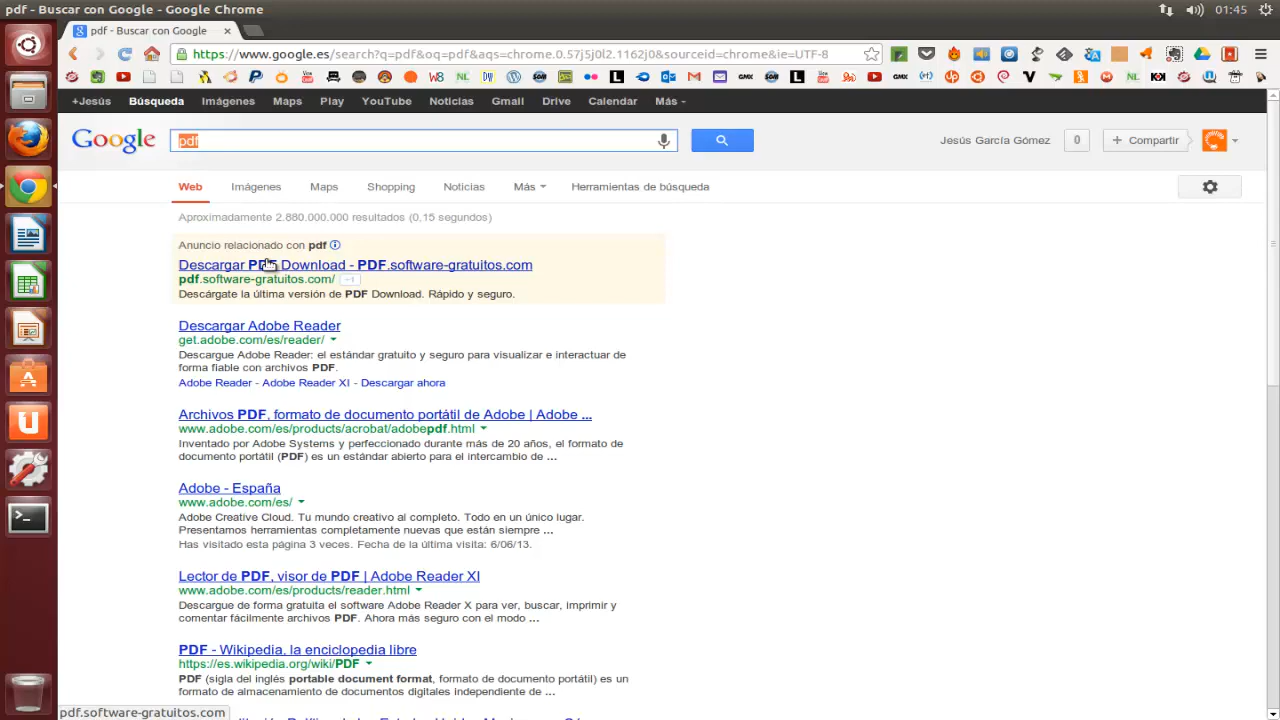 pdf - Buscar con Google - Google Chrome
01:45
pdf - Buscar con Google
https://www.google.es/search?q=pdf&oq=pdf&aqs=chrome.0.57j5j0l2.1162j0&sourceid=chrome&ie=UTF-8
+Jesús Búsqueda Imágenes Maps Play YouTube Noticias Gmail Drive Calendar Más
Google
pdf
Jesús García Gómez
0
+ Compartir
Web Imágenes Maps Shopping Noticias Más Herramientas de búsqueda
Aproximadamente 2.880.000.000 resultados (0,15 segundos)
Anuncio relacionado con pdf
Descargar PDF Download - PDF.software-gratuitos.com
pdf.software-gratuitos.com/
Descárgate la última versión de PDF Download. Rápido y seguro.
Descargar Adobe Reader
get.adobe.com/es/reader/
Descargue Adobe Reader: el estándar gratuito y seguro para visualizar e interactuar de
forma fiable con archivos PDF.
Adobe Reader - Adobe Reader XI - Descargar ahora
Archivos PDF, formato de documento portátil de Adobe | Adobe ...
www.adobe.com/es/products/acrobat/adobepdf.html
Inventado por Adobe Systems y perfeccionado durante más de 20 años, el formato de
documento portátil (PDF) es un estándar abierto para el intercambio de ...
Adobe - España
www.adobe.com/es/
Adobe Creative Cloud. Tu mundo creativo al completo. Todo en un único lugar.
Presentamos herramientas completamente nuevas que están siempre ...
Has visitado esta página 3 veces. Fecha de la última visita: 6/06/13.
Lector de PDF, visor de PDF | Adobe Reader XI
www.adobe.com/es/products/reader.html
Descargue de forma gratuita el software Adobe Reader X para ver, buscar, imprimir y
comentar fácilmente archivos PDF. Ahora más seguro con el modo ...
PDF - Wikipedia, la enciclopedia libre
https://es.wikipedia.org/wiki/PDF
PDF (sigla del inglés portable document format, formato de documento portátil) es un
formato de almacenamiento de documentos digitales independiente de ...
pdf.software-gratuitos.com